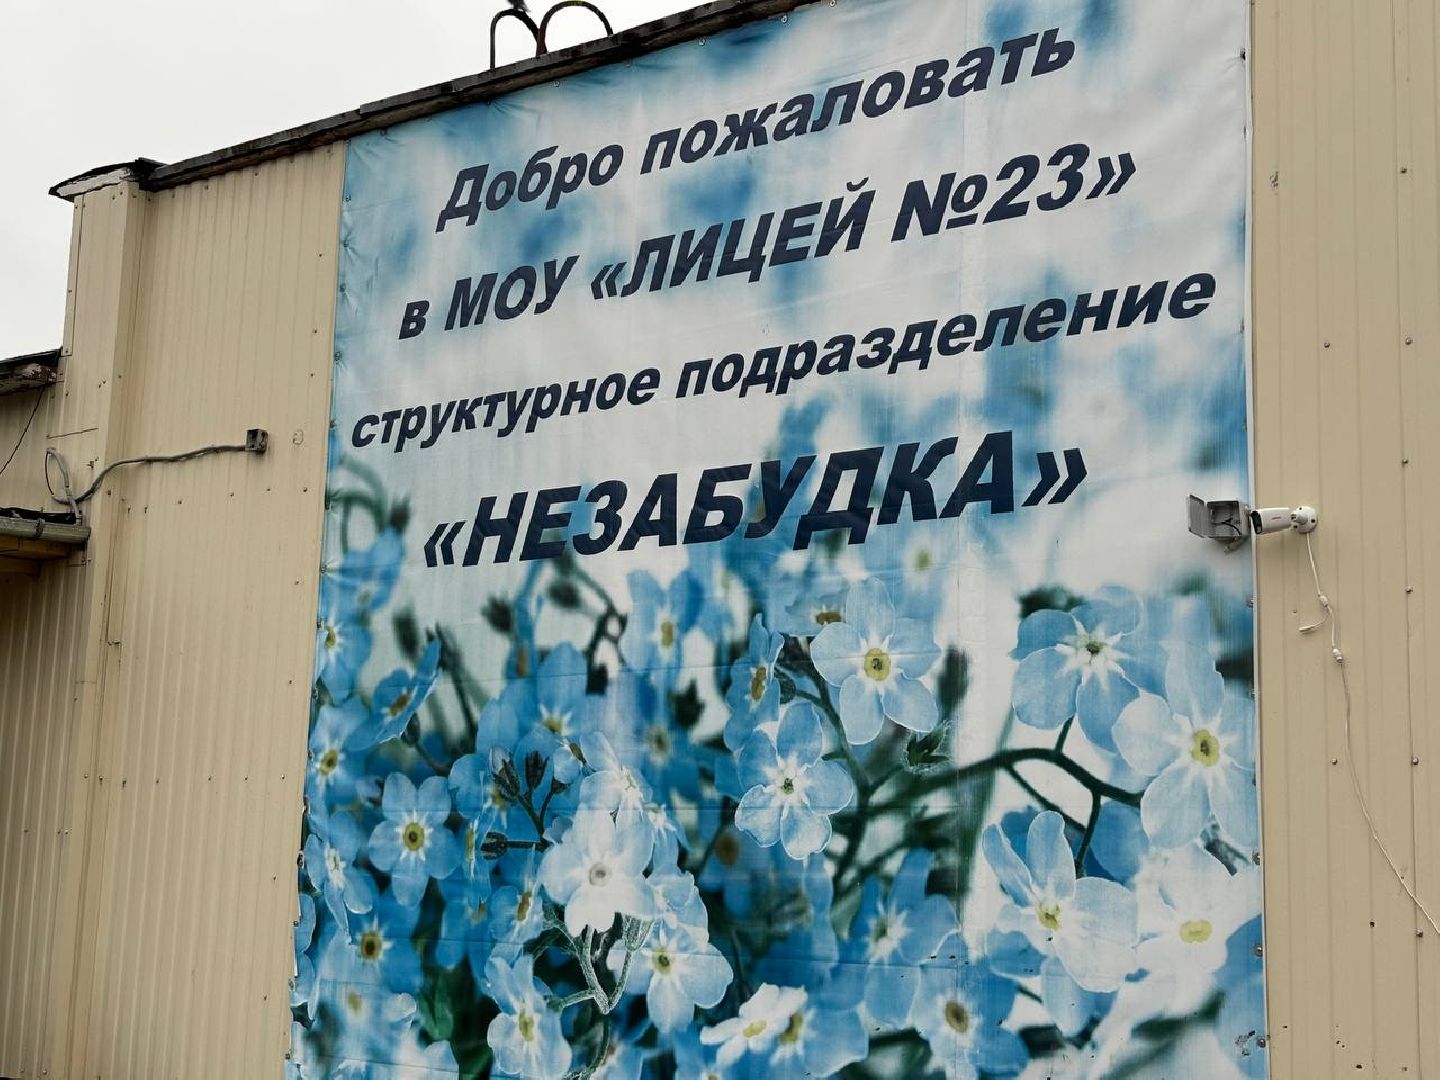 Добро пожаловать
в МОУ «ЛИЦЕЙ №23»
структурное подразделение
«НЕЗАБУДКА»